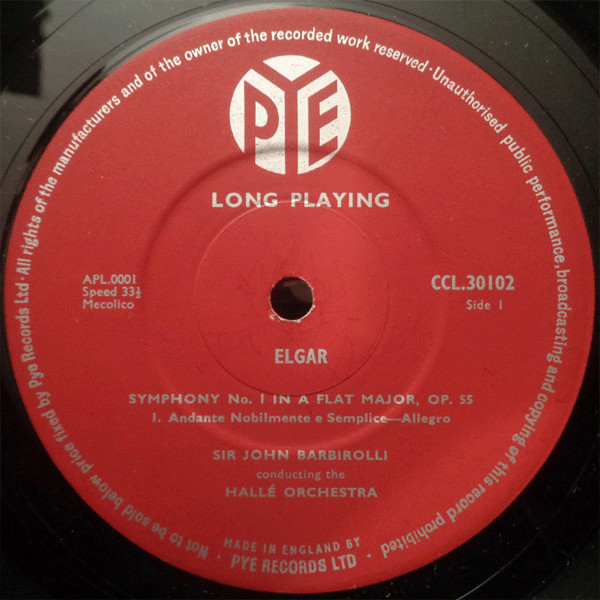 Not to be sold below price fixed by Pye Records Ltd · All rights of the manufacturers and of the owner of the recorded work reserved · Unauthorised public performance, broadcasting and copying of this record prohibited
PYE
LONG PLAYING
APL.0001
Speed 33⅓
Mecolico
CCL.30102
Side 1
ELGAR
SYMPHONY No. 1 IN A FLAT MAJOR, OP. 55
1. Andante Nobilmente e Semplice—Allegro
SIR JOHN BARBIROLLI
conducting the
HALLÉ ORCHESTRA
MADE IN ENGLAND BY
· PYE RECORDS LTD ·